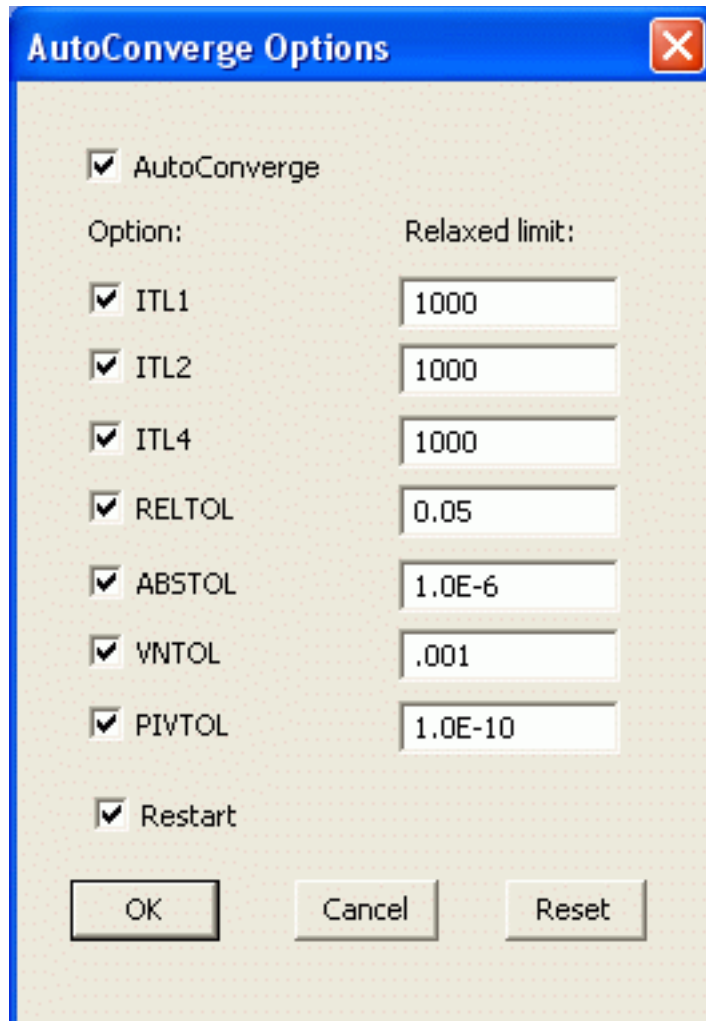 AutoConverge Options
AutoConverge
Option: Relaxed limit:
ITL1 1000
ITL2 1000
ITL4 1000
RELTOL 0.05
ABSTOL 1.0E-6
VNTOL .001
PIVTOL 1.0E-10
Restart
OK Cancel Reset